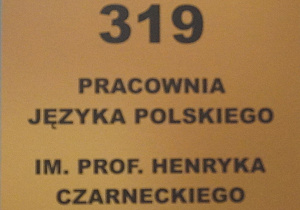 319
PRACOWNIA
JĘZYKA POLSKIEGO
IM. PROF. HENRYKA
CZARNECKIEGO